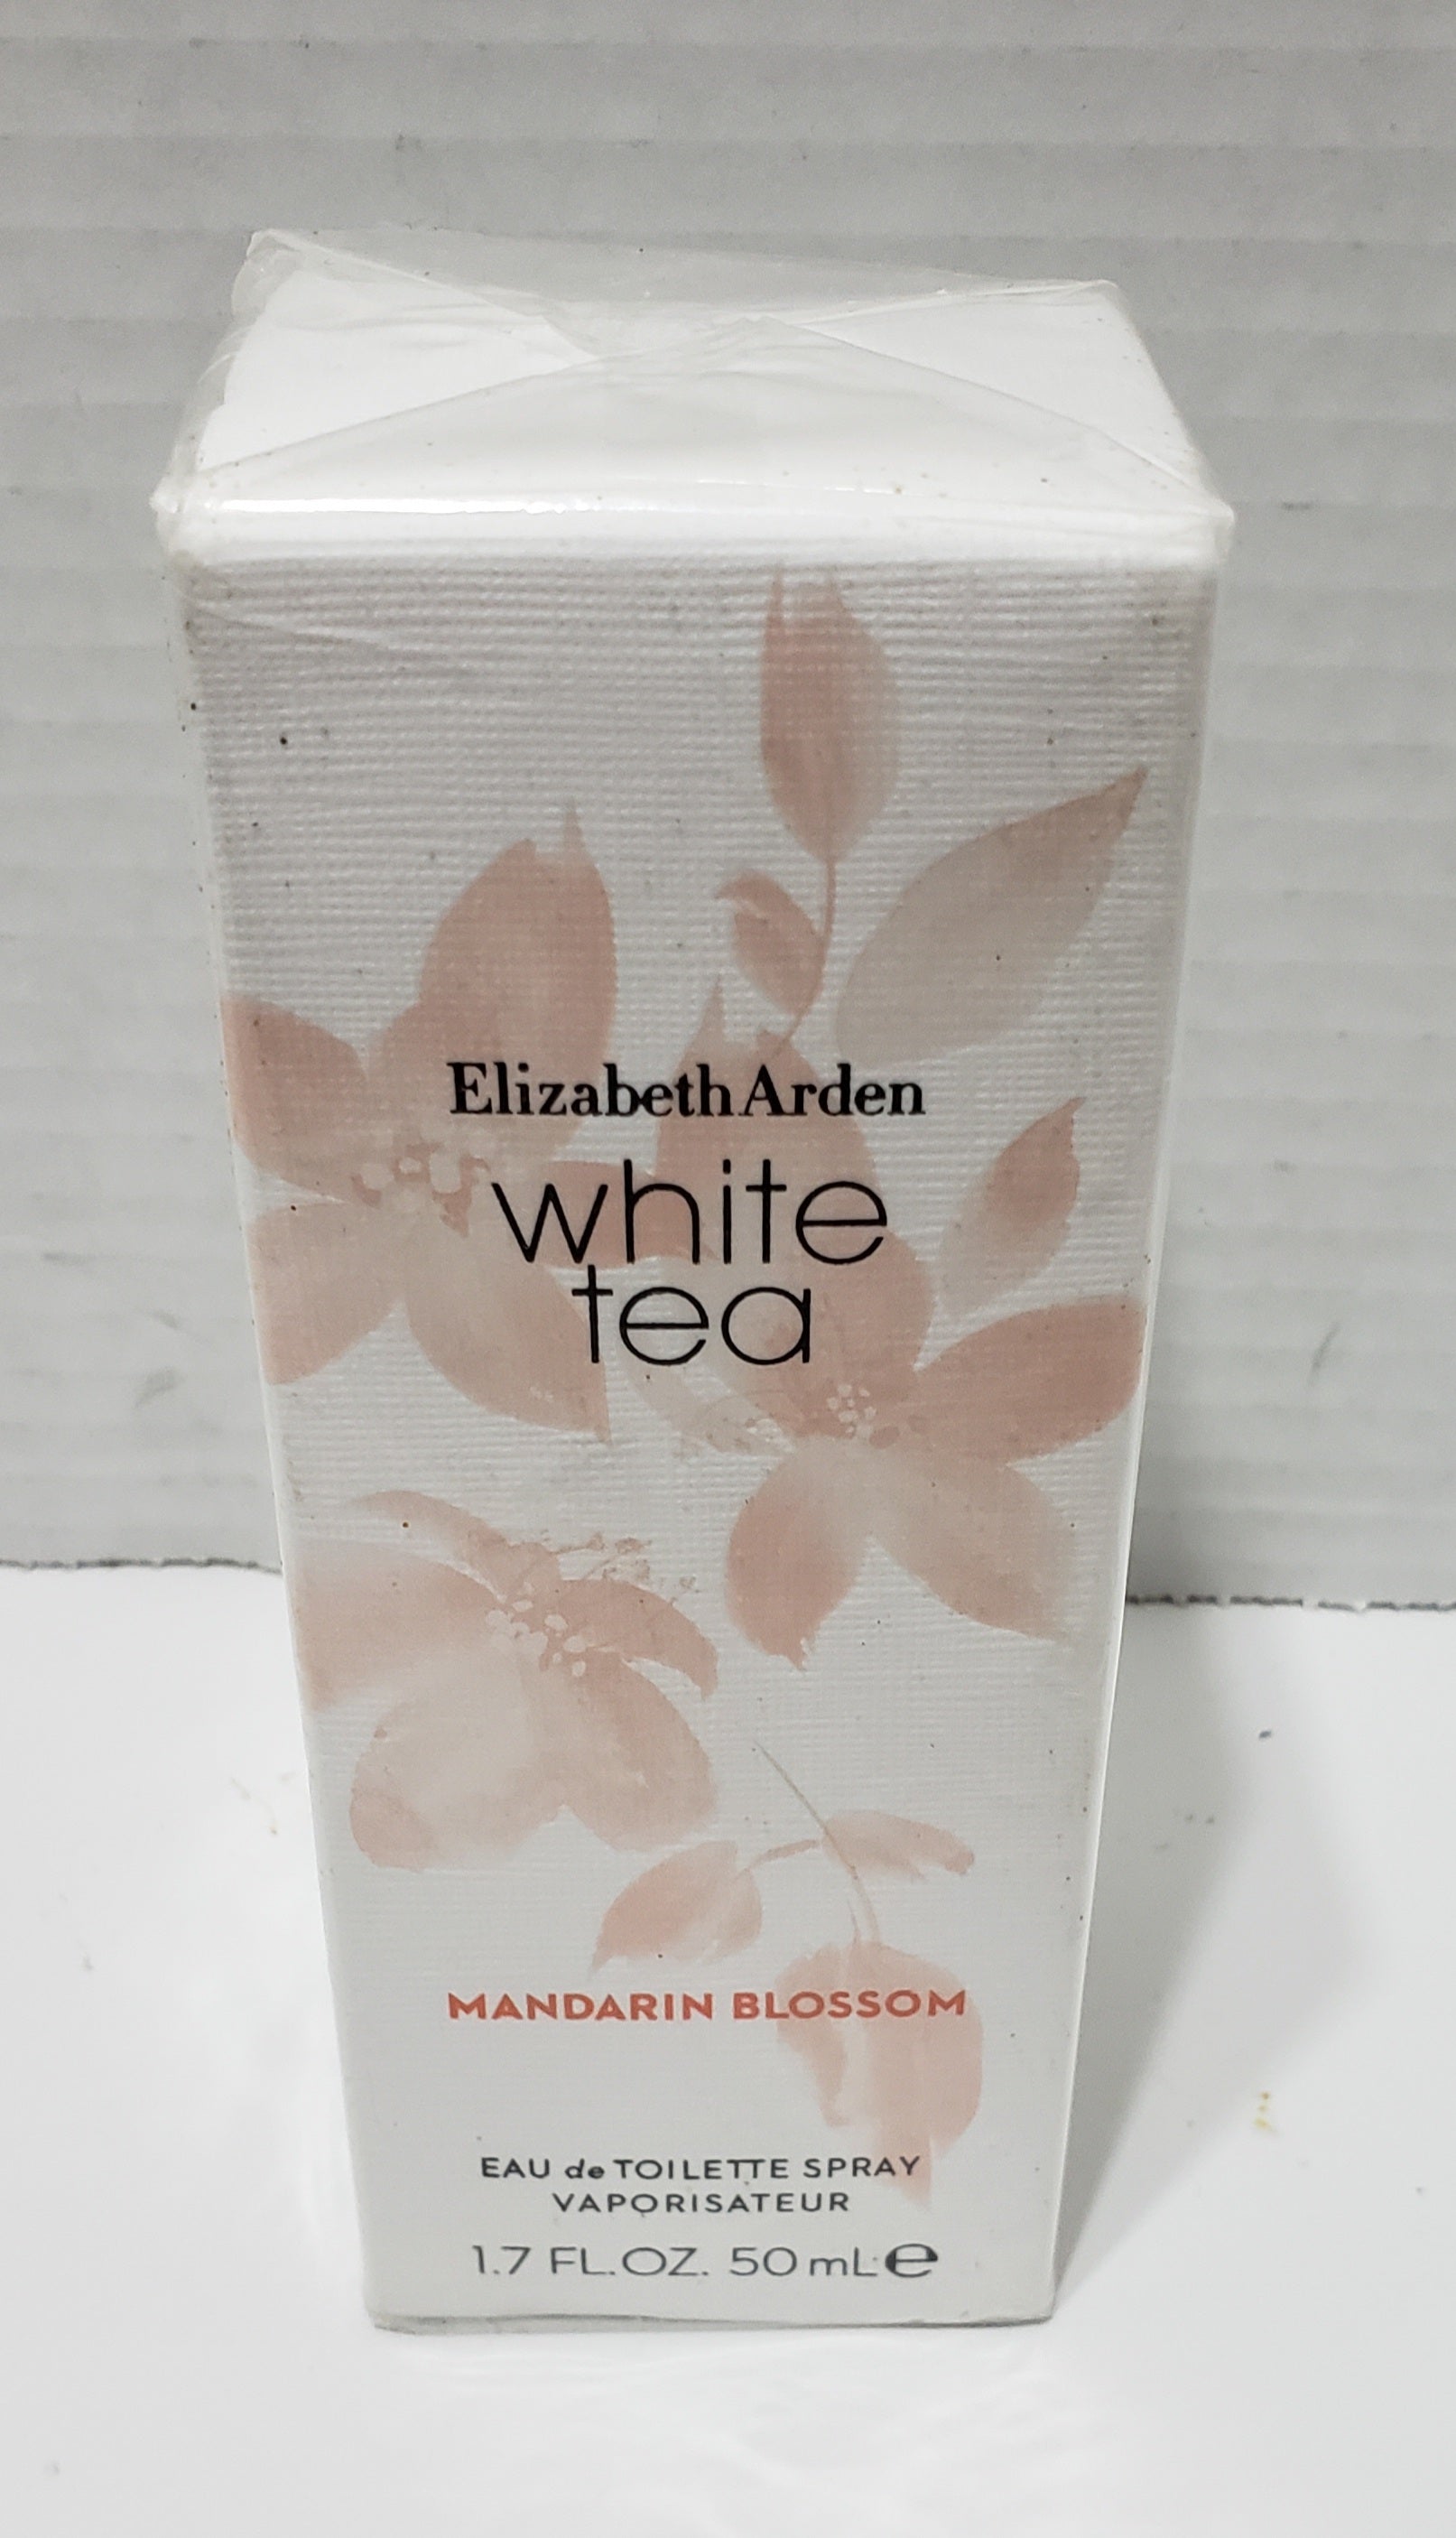 Elizabeth Arden
white
tea
MANDARIN BLOSSOM
EAU de TOILETTE SPRAY
VAPORISATEUR
1.7 FL.OZ. 50 mL e